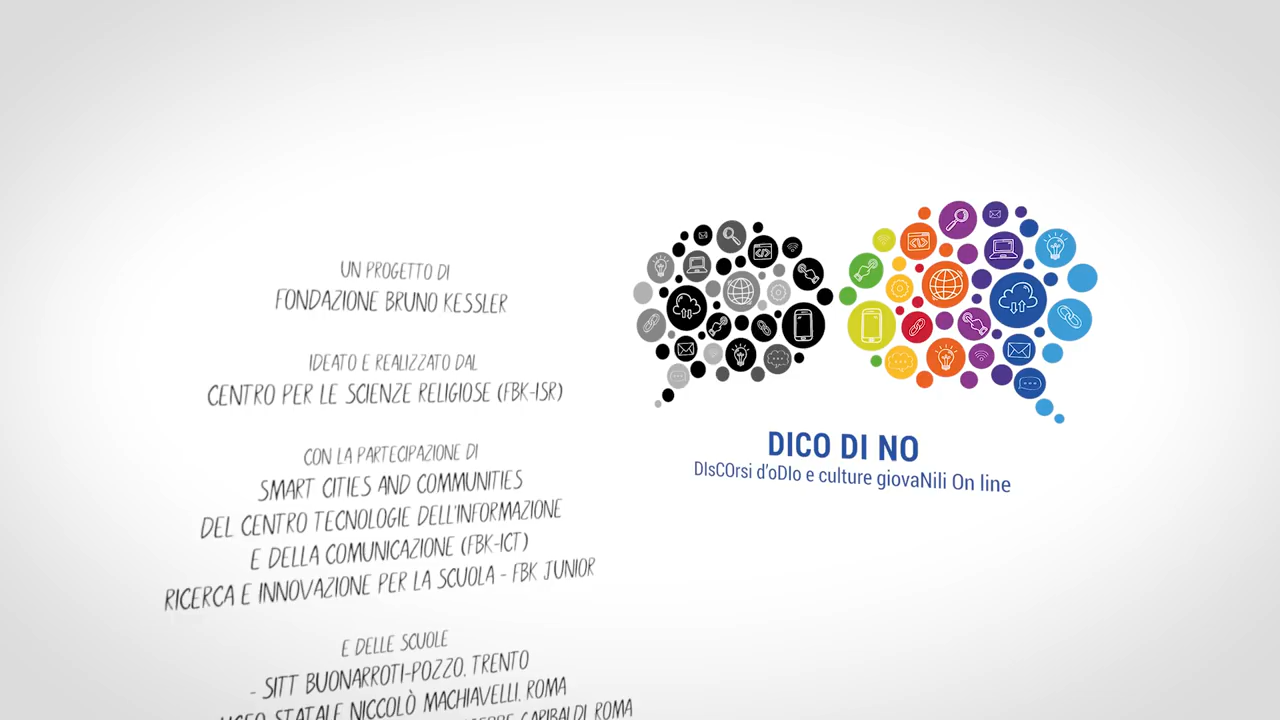 UN PROGETTO DI
FONDAZIONE BRUNO KESSLER
IDEATO E REALIZZATO DAL
CENTRO PER LE SCIENZE RELIGIOSE (FBK-ISR)
CON LA PARTECIPAZIONE DI
SMART CITIES AND COMMUNITIES
DEL CENTRO TECNOLOGIE DELL'INFORMAZIONE
E DELLA COMUNICAZIONE (FBK-ICT)
RICERCA E INNOVAZIONE PER LA SCUOLA - FBK JUNIOR
E DELLE SCUOLE
- SITT BUONARROTI-POZZO, TRENTO
STATALE NICCOLÒ MACHIAVELLI, ROMA
GARIBALDI, ROMA
DICO DI NO
DIsCOrsi d'oDIo e culture giovaNili On line